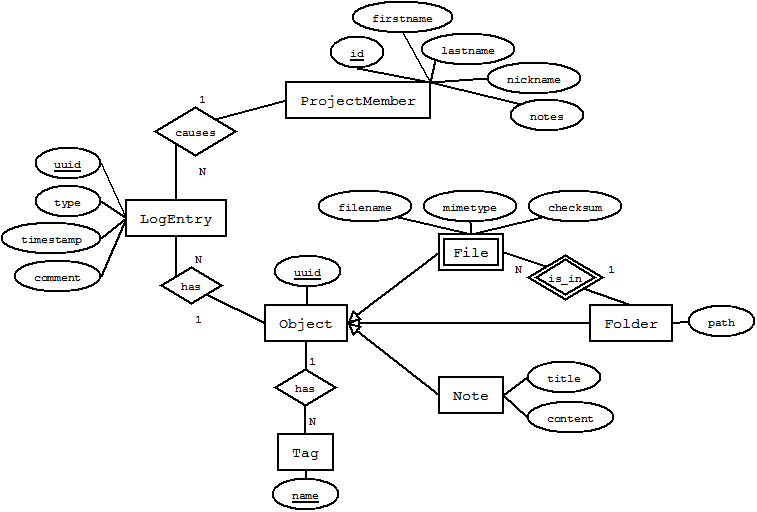 firstname
id
lastname
nickname
notes
ProjectMember
1
causes
N
uuid
type
timestamp
comment
LogEntry
N
has
1
filename
mimetype
checksum
File
N
is_in
1
uuid
Object
Folder
path
1
has
N
Tag
name
Note
title
content